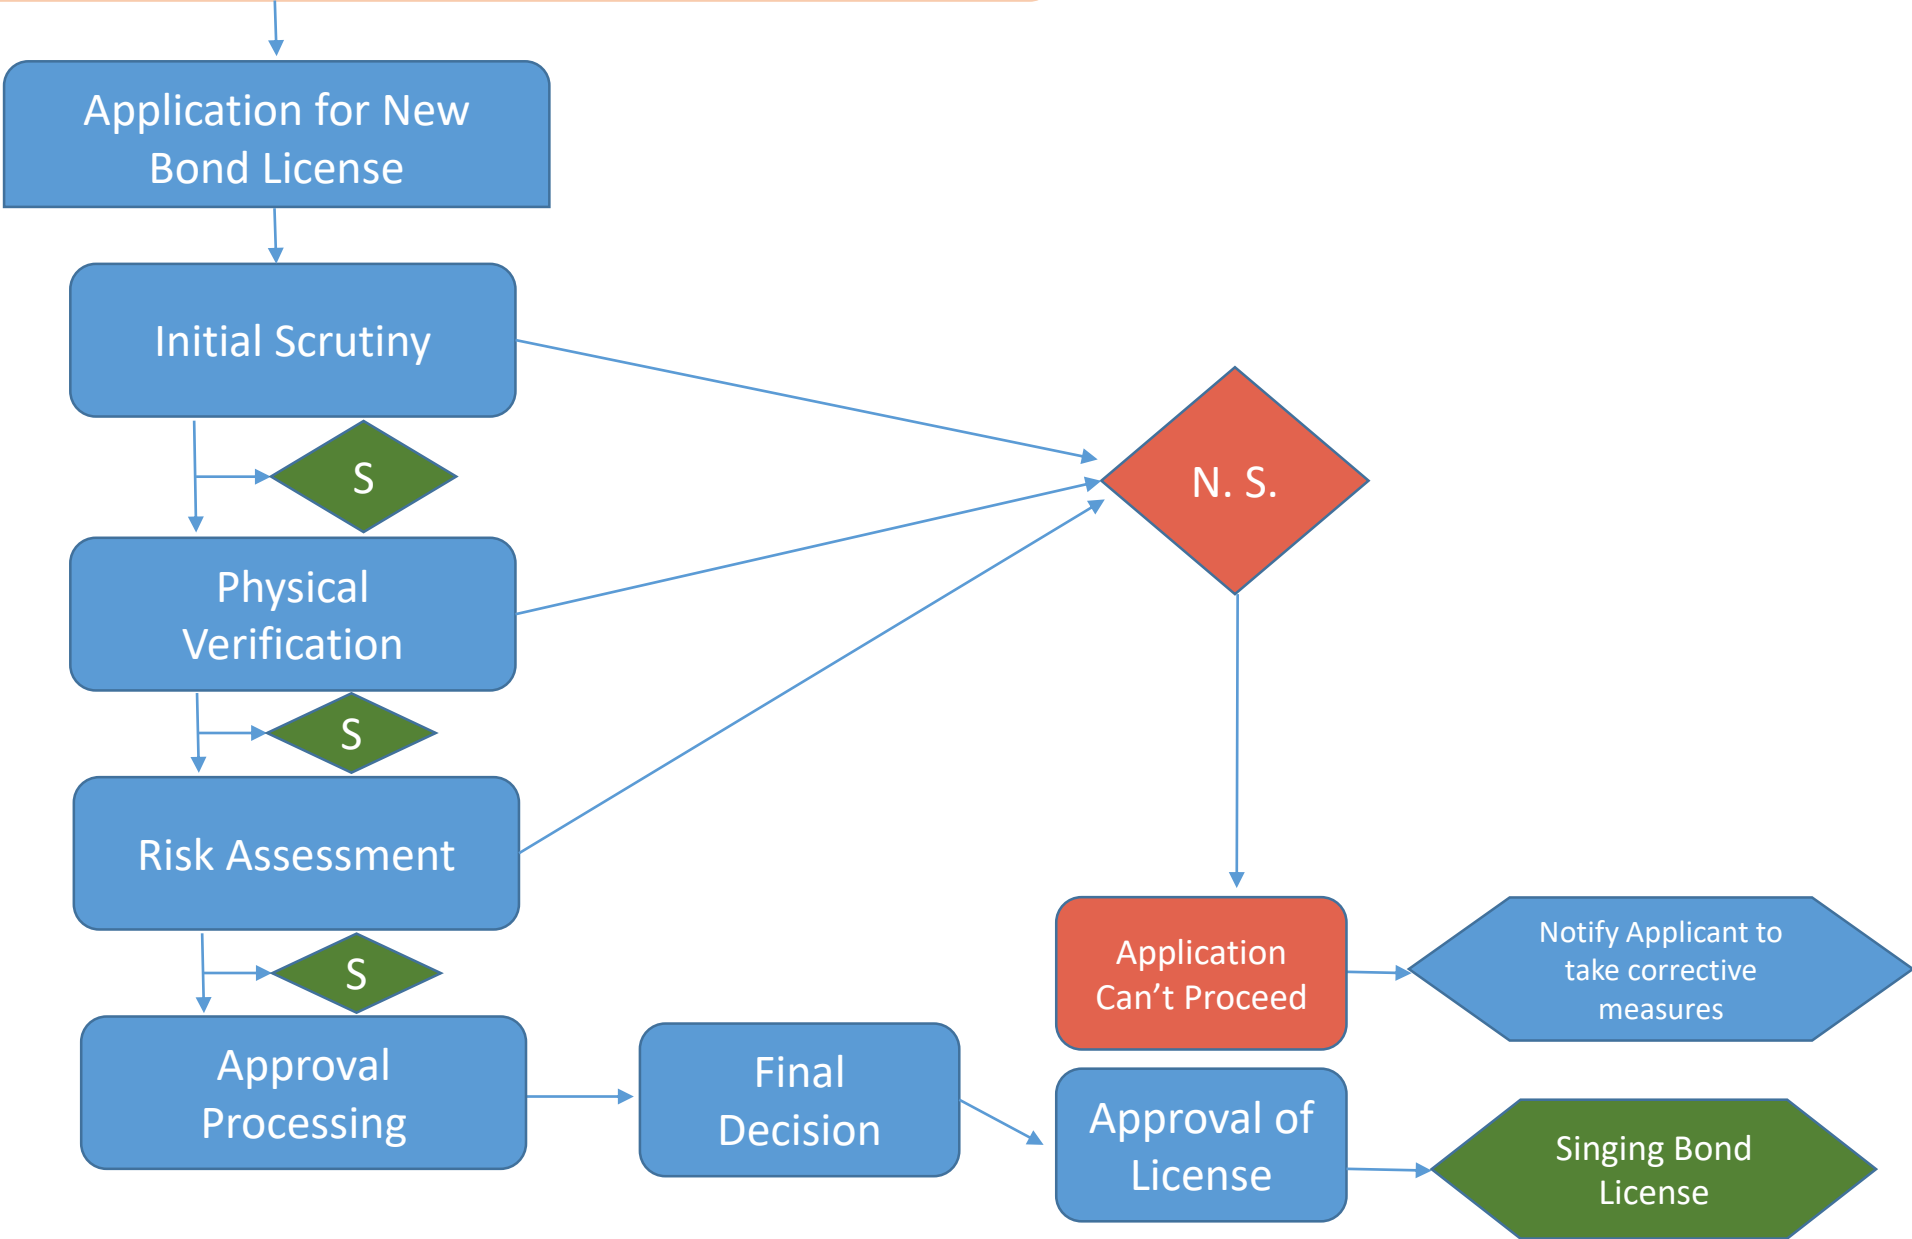 Application for New
Bond License
Initial Scrutiny
S
N. S.
Physical
Verification
S
Risk Assessment
S
Application
Can’t Proceed
Notify Applicant to
take corrective
measures
Approval
Processing
Final
Decision
Approval of
License
Singing Bond
License